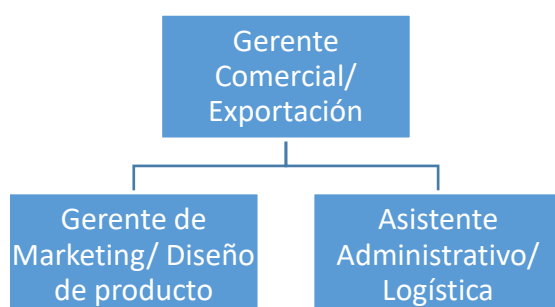 Gerente
Comercial/
Exportación
Gerente de
Marketing/ Diseño
de producto
Asistente
Administrativo/
Logística